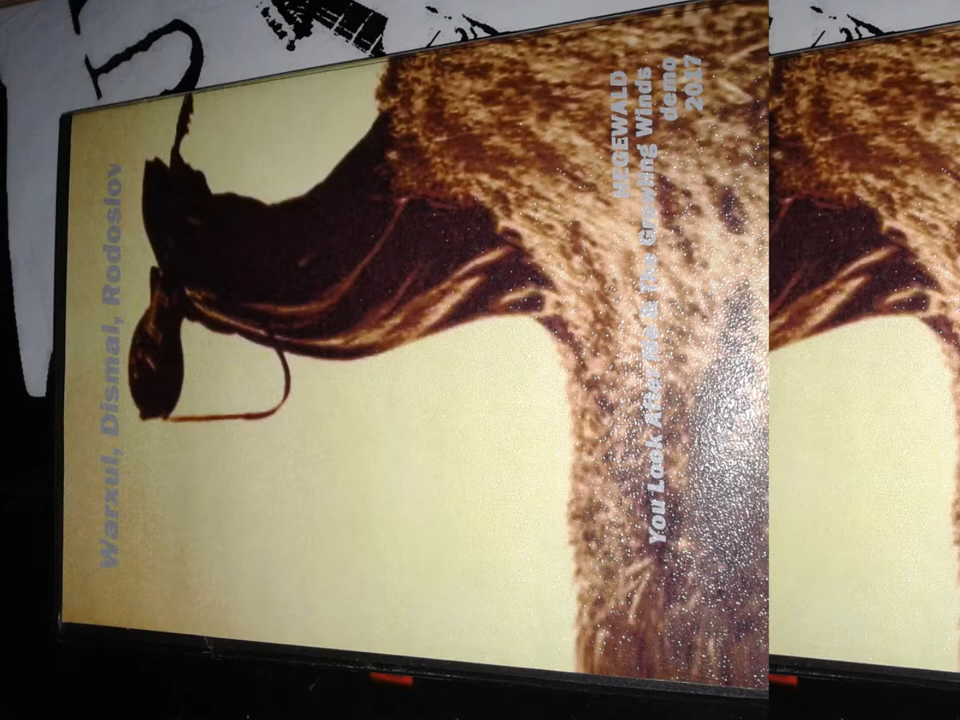 Warxul, Dismal, Rodoslov
HEGEWALD
You Look After Me & The Growling Winds
demo
2017